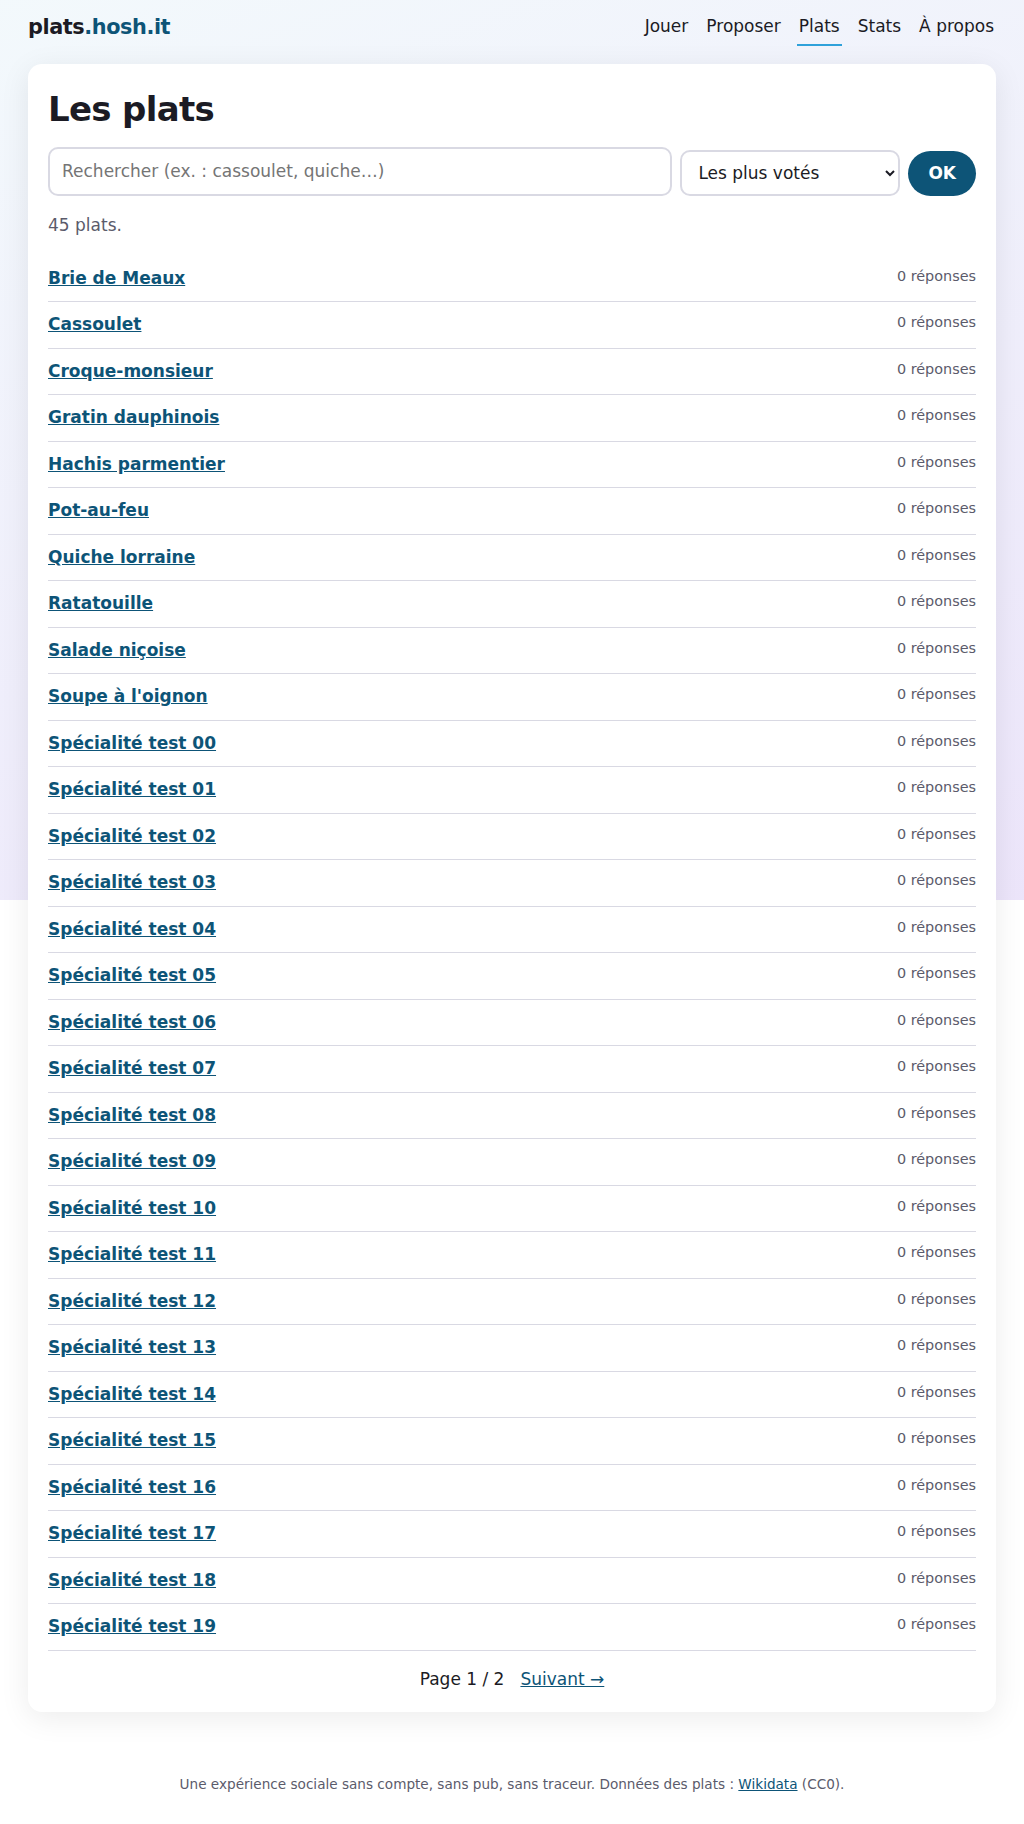 plats.hosh.it Jouer Proposer Plats Stats À propos
Les plats
Rechercher (ex. : cassoulet, quiche…) Les plus votés OK
45 plats.
Brie de Meaux 0 réponses
Cassoulet 0 réponses
Croque-monsieur 0 réponses
Gratin dauphinois 0 réponses
Hachis parmentier 0 réponses
Pot-au-feu 0 réponses
Quiche lorraine 0 réponses
Ratatouille 0 réponses
Salade niçoise 0 réponses
Soupe à l'oignon 0 réponses
Spécialité test 00 0 réponses
Spécialité test 01 0 réponses
Spécialité test 02 0 réponses
Spécialité test 03 0 réponses
Spécialité test 04 0 réponses
Spécialité test 05 0 réponses
Spécialité test 06 0 réponses
Spécialité test 07 0 réponses
Spécialité test 08 0 réponses
Spécialité test 09 0 réponses
Spécialité test 10 0 réponses
Spécialité test 11 0 réponses
Spécialité test 12 0 réponses
Spécialité test 13 0 réponses
Spécialité test 14 0 réponses
Spécialité test 15 0 réponses
Spécialité test 16 0 réponses
Spécialité test 17 0 réponses
Spécialité test 18 0 réponses
Spécialité test 19 0 réponses
Page 1 / 2 Suivant →
Une expérience sociale sans compte, sans pub, sans traceur. Données des plats : Wikidata (CC0).